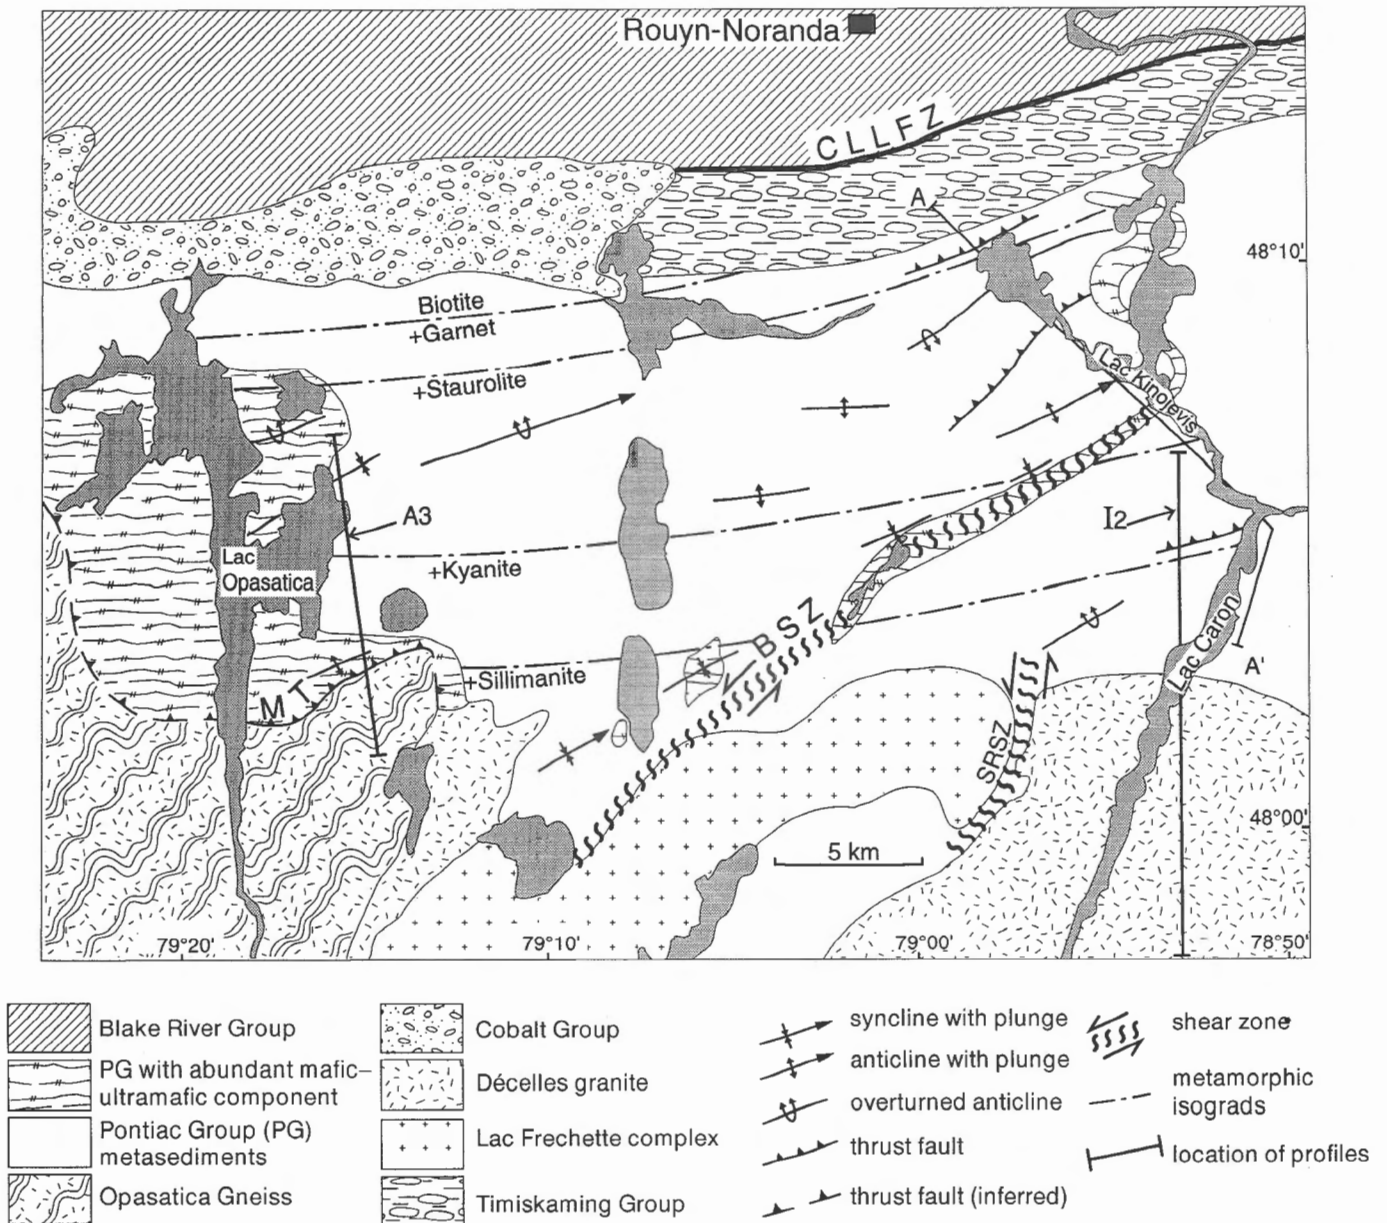 Rouyn-Noranda
CLLFZ
A
48°10'
Biotite
+Garnet
+Staurolite
Lac Kinojevis
A3
I2
Lac
Opasatica
+Kyanite
BSZ
Lac Caron
A'
+Sillimanite
MT
SRSZ
48°00'
5 km
79°20'
79°10'
79°00'
78°50'
Blake River Group
PG with abundant mafic–
ultramafic component
Pontiac Group (PG)
metasediments
Opasatica Gneiss
Cobalt Group
Décelles granite
Lac Frechette complex
Timiskaming Group
syncline with plunge
anticline with plunge
overturned anticline
thrust fault
thrust fault (inferred)
shear zone
metamorphic
isograds
location of profiles